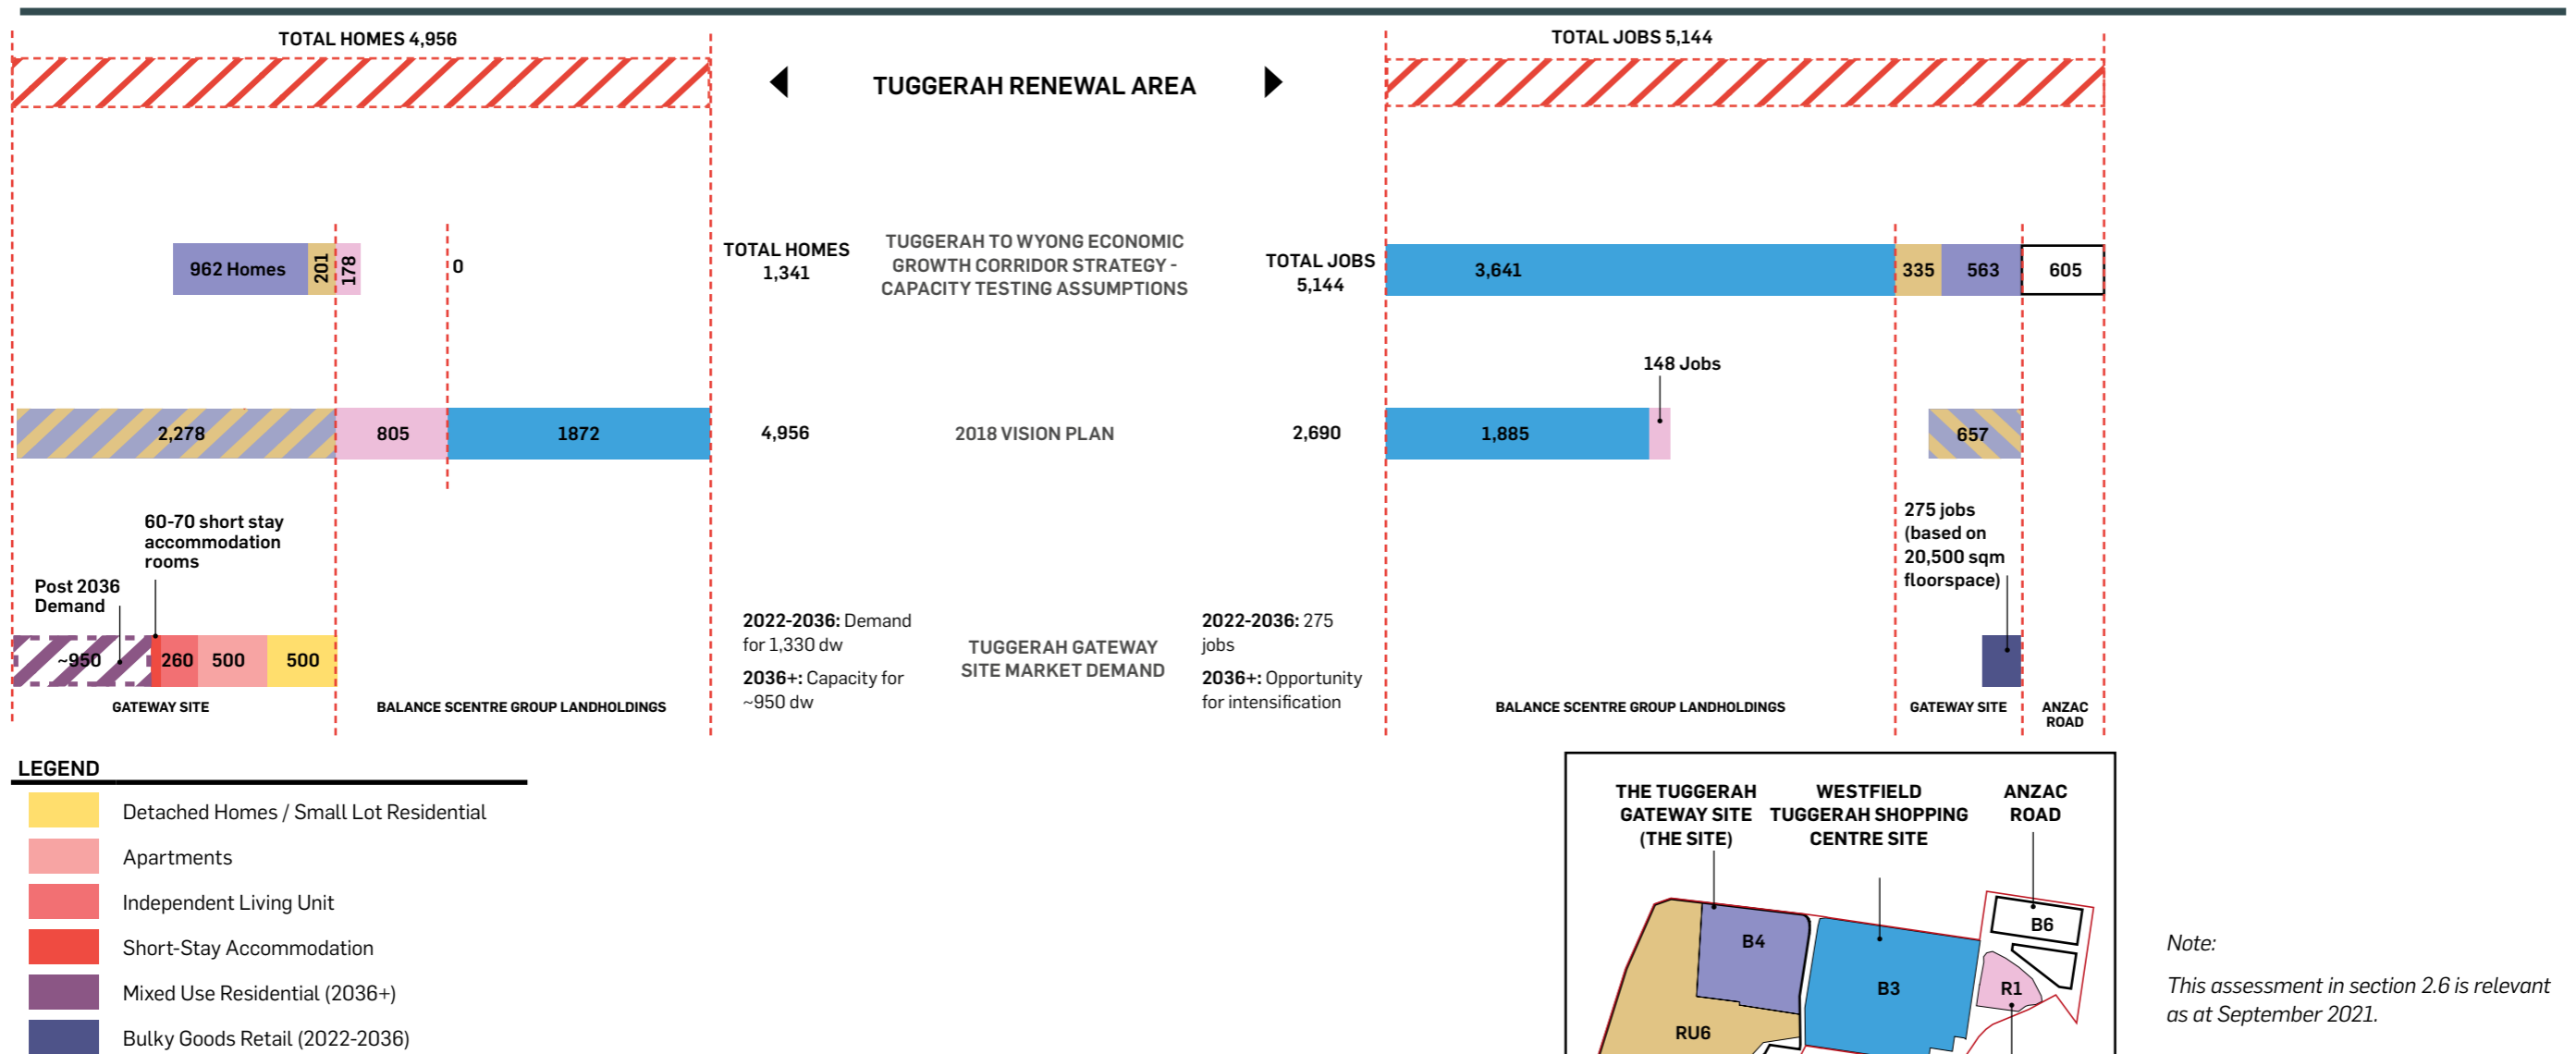 TOTAL HOMES 4,956
TUGGERAH RENEWAL AREA
TOTAL JOBS 5,144
962 Homes
201
178
0
TOTAL HOMES
1,341
TUGGERAH TO WYONG ECONOMIC
GROWTH CORRIDOR STRATEGY -
CAPACITY TESTING ASSUMPTIONS
TOTAL JOBS
5,144
3,641
335
563
605
148 Jobs
2,278
805
1872
4,956
2018 VISION PLAN
2,690
1,885
657
60-70 short stay
accommodation
rooms
Post 2036
Demand
~950
260
500
500
GATEWAY SITE
BALANCE SCENTRE GROUP LANDHOLDINGS
2022-2036: Demand
for 1,330 dw
2036+: Capacity for
~950 dw
TUGGERAH GATEWAY
SITE MARKET DEMAND
2022-2036: 275
jobs
2036+: Opportunity
for intensification
275 jobs
(based on
20,500 sqm
floorspace)
BALANCE SCENTRE GROUP LANDHOLDINGS
GATEWAY SITE
ANZAC
ROAD
LEGEND
Detached Homes / Small Lot Residential
Apartments
Independent Living Unit
Short-Stay Accommodation
Mixed Use Residential (2036+)
Bulky Goods Retail (2022-2036)
THE TUGGERAH
GATEWAY SITE
(THE SITE)
WESTFIELD
TUGGERAH SHOPPING
CENTRE SITE
ANZAC
ROAD
B4
B3
B6
R1
RU6
Note:
This assessment in section 2.6 is relevant
as at September 2021.